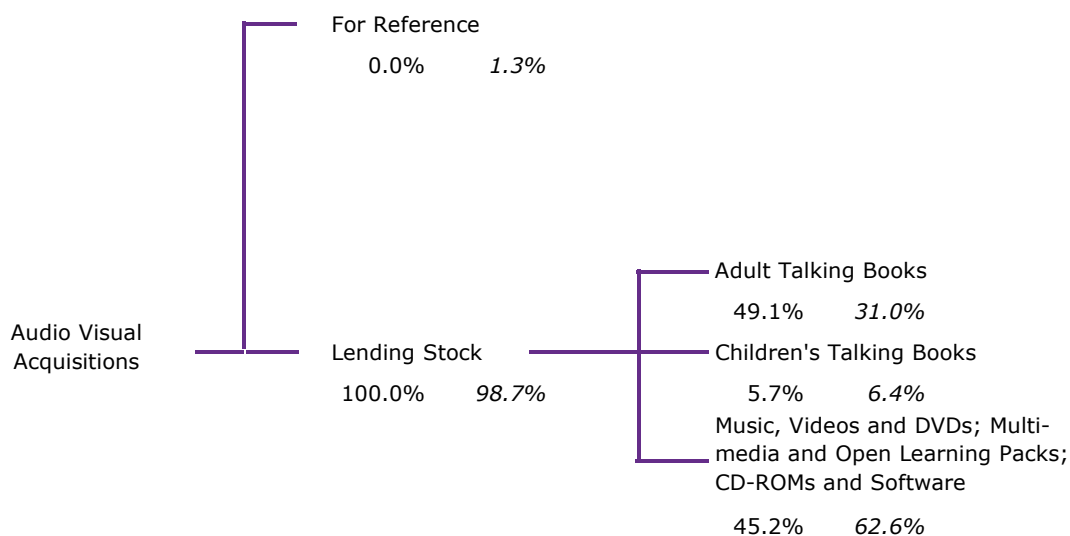 For Reference
0.0% 1.3%
Audio Visual
Acquisitions
Lending Stock
100.0% 98.7%
Adult Talking Books
49.1% 31.0%
Children's Talking Books
5.7% 6.4%
Music, Videos and DVDs; Multi-
media and Open Learning Packs;
CD-ROMs and Software
45.2% 62.6%